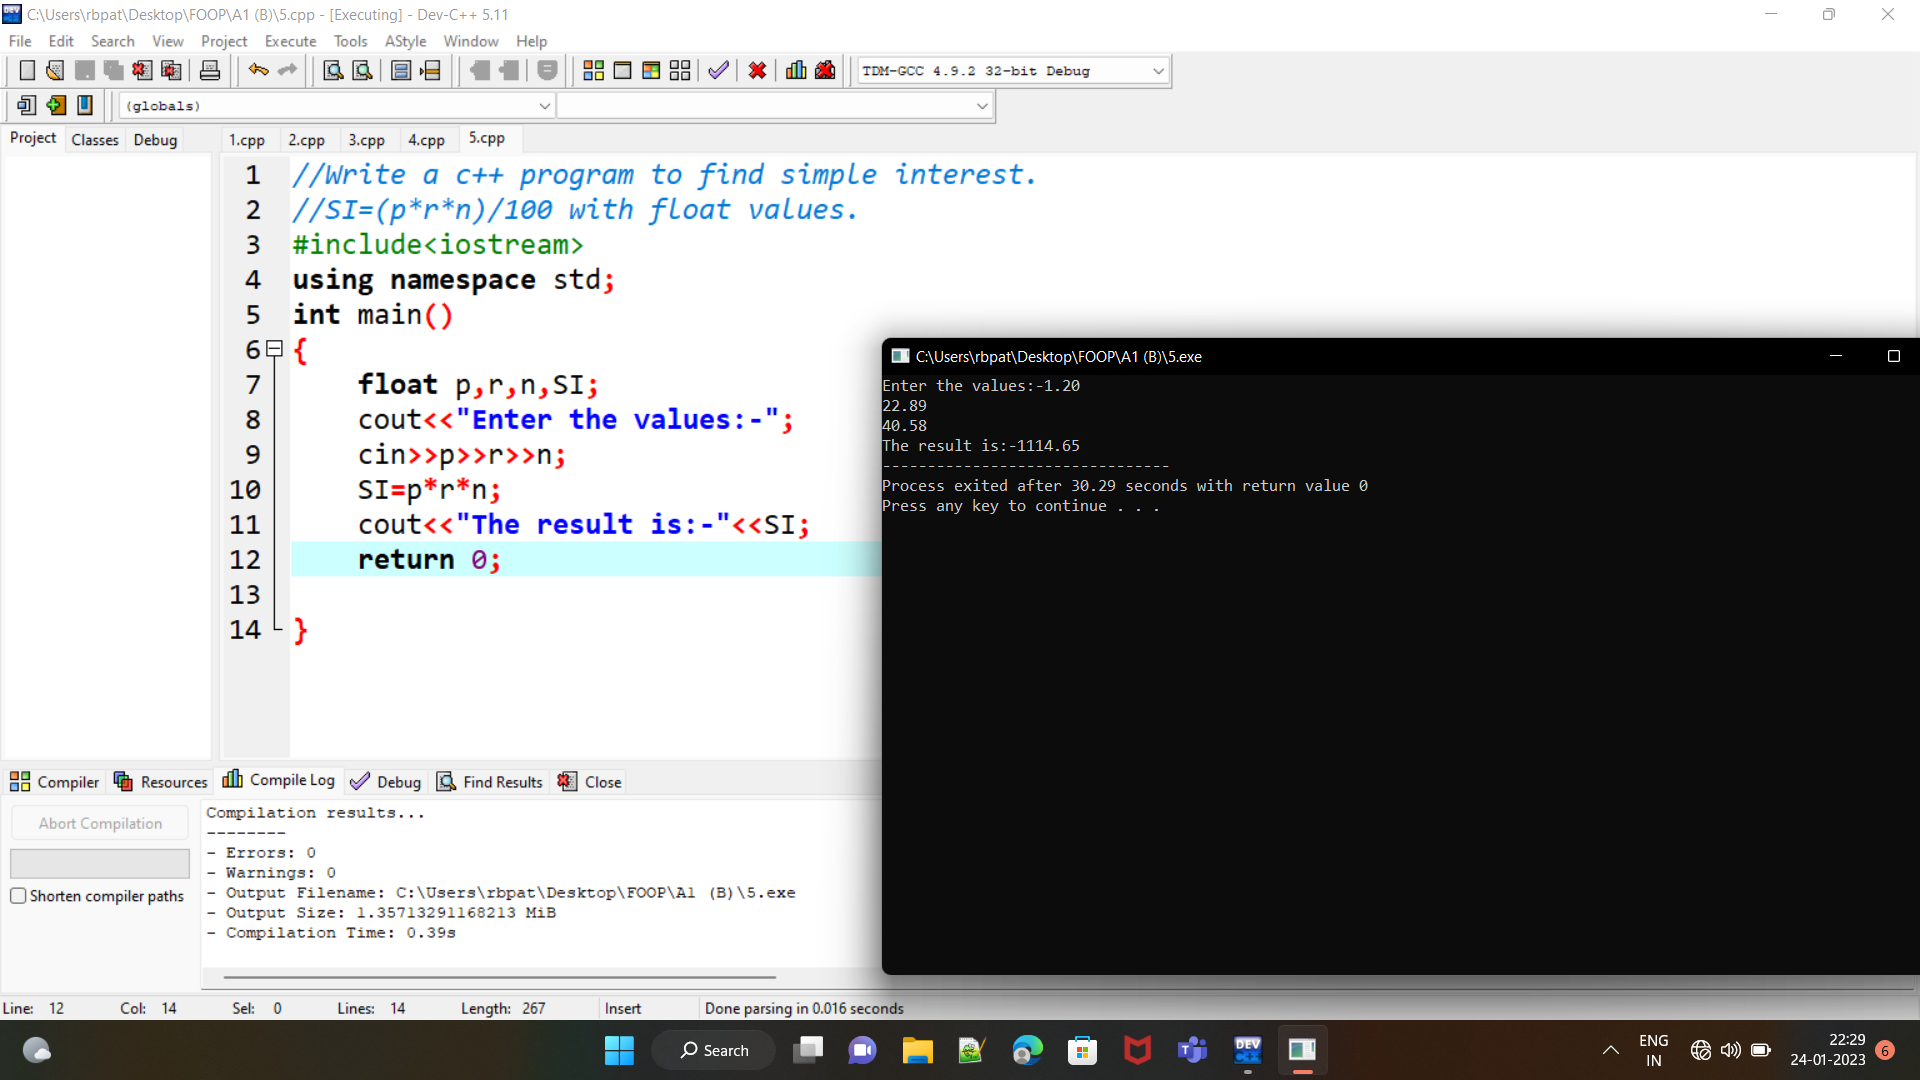 C:\Users\rbpat\Desktop\FOOP\A1 (B)\5.cpp - [Executing] - Dev-C++ 5.11
File Edit Search View Project Execute Tools AStyle Window Help
TDM-GCC 4.9.2 32-bit Debug
(globals)
Project Classes Debug
1.cpp 2.cpp 3.cpp 4.cpp 5.cpp
1 //Write a c++ program to find simple interest.
2 //SI=(p*r*n)/100 with float values.
3 #include<iostream>
4 using namespace std;
5 int main()
6 {
7 float p,r,n,SI;
8 cout<<"Enter the values:-";
9 cin>>p>>r>>n;
10 SI=p*r*n;
11 cout<<"The result is:-"<<SI;
12 return 0;
13
14 }
C:\Users\rbpat\Desktop\FOOP\A1 (B)\5.exe
Enter the values:-1.20
22.89
40.58
The result is:-1114.65
--------------------------------
Process exited after 30.29 seconds with return value 0
Press any key to continue . . .
Compiler Resources Compile Log Debug Find Results Close
Abort Compilation
Shorten compiler paths
Compilation results...
--------
- Errors: 0
- Warnings: 0
- Output Filename: C:\Users\rbpat\Desktop\FOOP\A1 (B)\5.exe
- Output Size: 1.35713291168213 MiB
- Compilation Time: 0.39s
Line: 12 Col: 14 Sel: 0 Lines: 14 Length: 267 Insert Done parsing in 0.016 seconds
Search
DEV C++
ENG
IN
22:29
24-01-2023
6